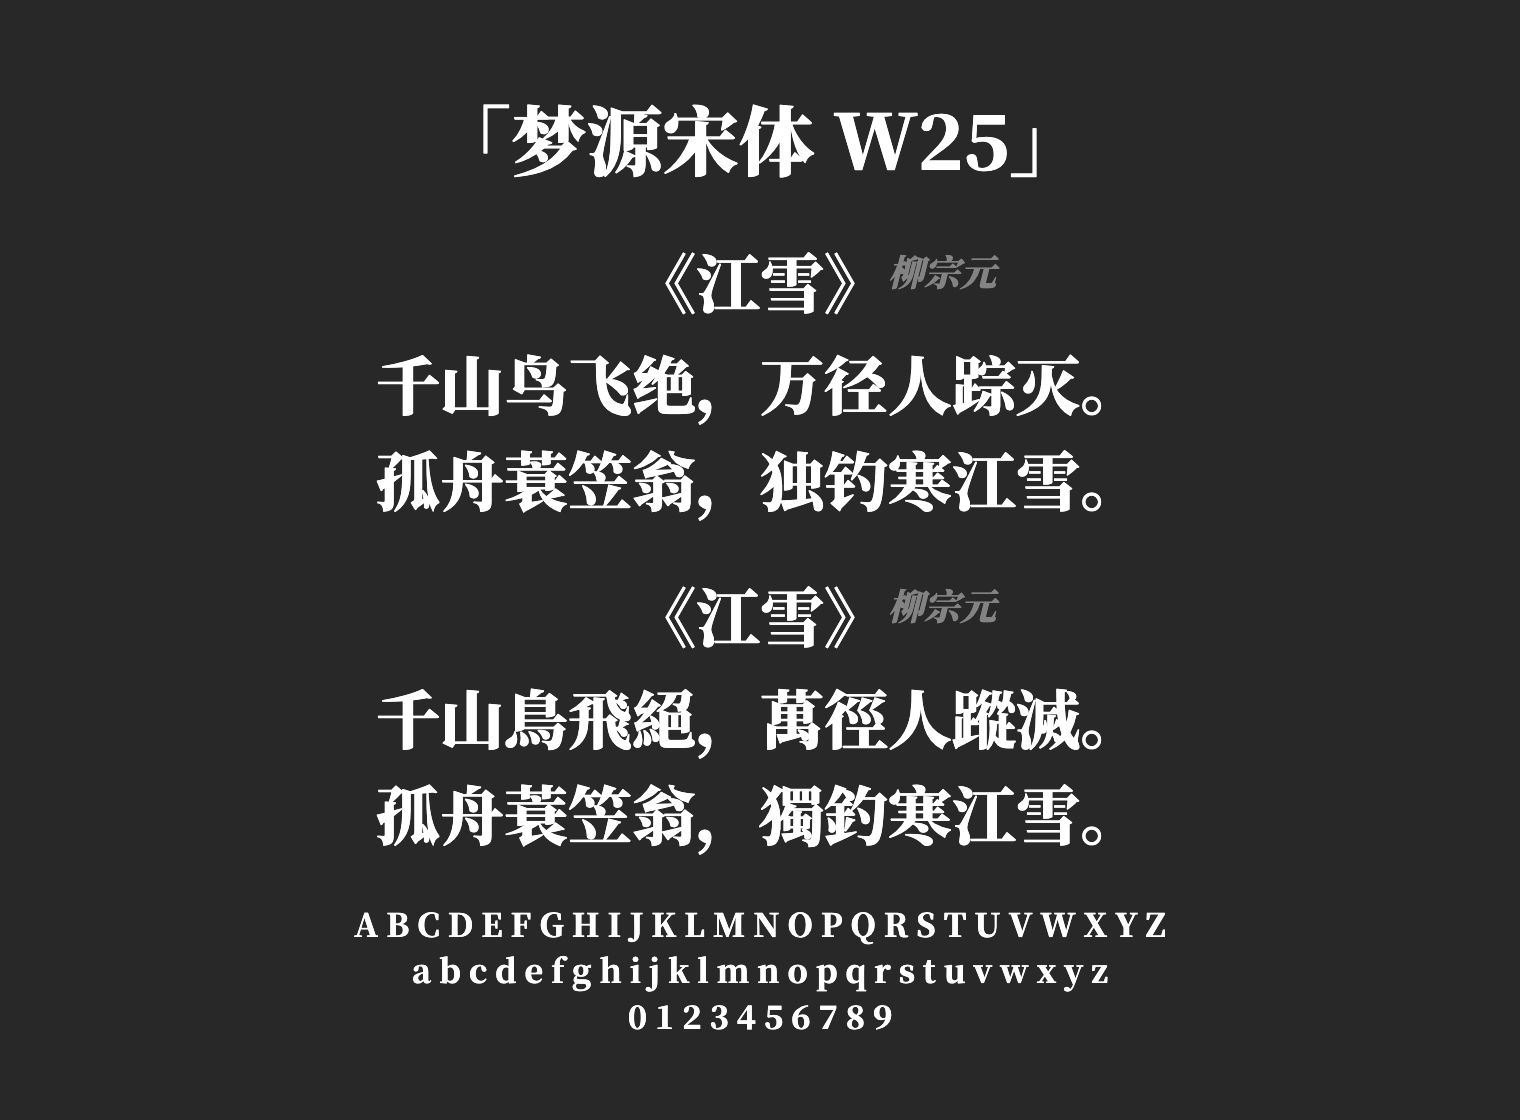 「梦源宋体 W25」
《江雪》 柳宗元
千山鸟飞绝，万径人踪灭。
孤舟蓑笠翁，独钓寒江雪。
《江雪》 柳宗元
千山鳥飛絕，萬徑人蹤滅。
孤舟蓑笠翁，獨釣寒江雪。
A B C D E F G H I J K L M N O P Q R S T U V W X Y Z
a b c d e f g h i j k l m n o p q r s t u v w x y z
0 1 2 3 4 5 6 7 8 9